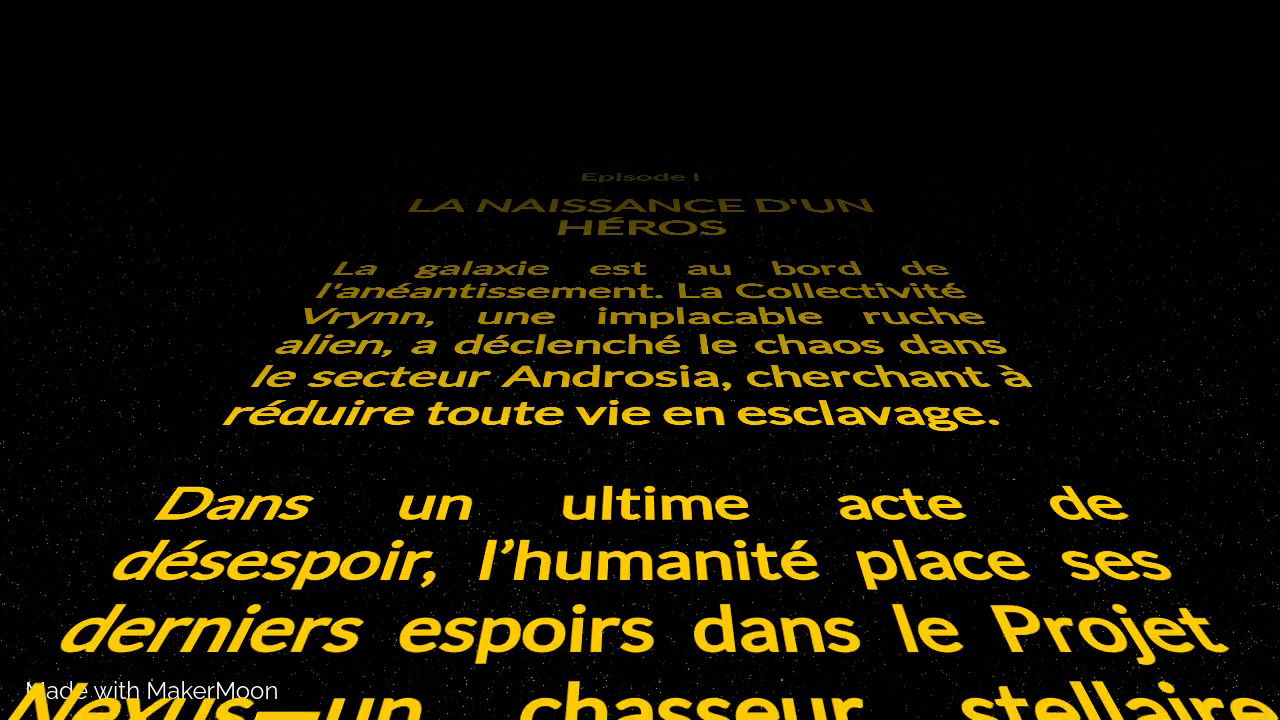 Episode I
LA NAISSANCE D'UN
HÉROS
La galaxie est au bord de
l'anéantissement. La Collectivité
Vrynn, une implacable ruche
alien, a déclenché le chaos dans
le secteur Androsia, cherchant à
réduire toute vie en esclavage.
Dans un ultime acte de
désespoir, l’humanité place ses
derniers espoirs dans le Projet
Nexus—un chasseur stellaire
Made with MakerMoon